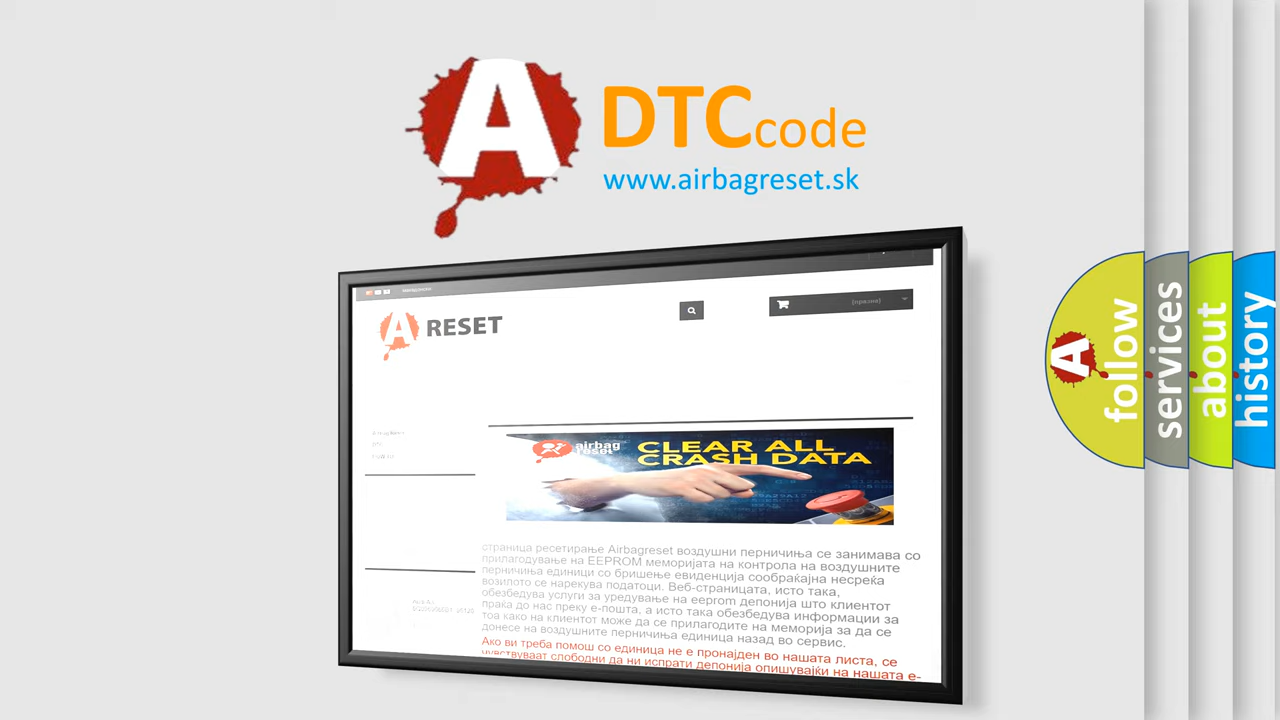 A
DTCcode
www.airbagreset.sk
A RESET
airbag
reset
CLEAR ALL
CRASH DATA
страница ресетирање Airbagreset воздушни перничиња се занимава со
прилагодување на EEPROM меморијата на контрола на воздушните
перничиња единици со бришење евиденција сообраќајна несреќа
возилото се нарекува податоци. Веб-страницата, исто така,
обезбедува услуги за уредување на eeprom депонија што клиентот
праќа до нас преку е-пошта, а исто така обезбедува информации за
тоа како на клиентот може да се прилагодите на меморија за да се
донесе на воздушните перничиња единица назад во сервис.
Ако ви треба помош со единица не е пронајден во нашата листа, се
чувствуваат слободни да ни испрати депонија опишувајќи на нашата е-
A
follow
services
about
history